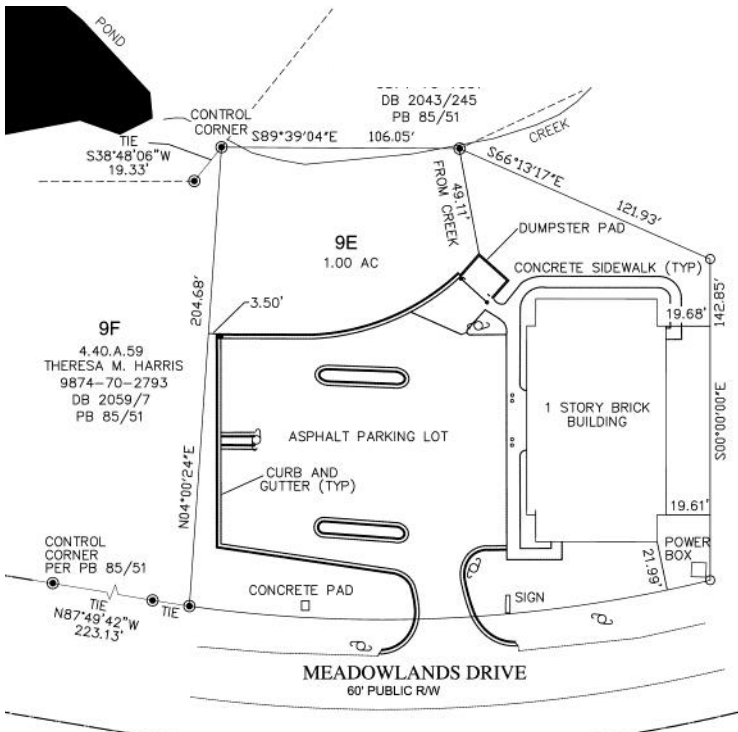 POND
DB 2043/245
PB 85/51
CONTROL
CORNER
S89°39'04"E 106.05'
CREEK
TIE
S38°48'06"W
19.33'
S66°13'17"E
121.93'
49.11'
FROM CREEK
DUMPSTER PAD
9E
1.00 AC
CONCRETE SIDEWALK (TYP)
204.68'
3.50'
19.68'
142.85'
9F
4.40.A.59
THERESA M. HARRIS
9874-70-2793
DB 2059/7
PB 85/51
1 STORY BRICK
BUILDING
ASPHALT PARKING LOT
S00°00'00"E
CURB AND
GUTTER (TYP)
N04°00'24"E
19.61'
CONTROL
CORNER
PER PB 85/51
POWER
BOX
21.99'
CONCRETE PAD
SIGN
TIE
N87°49'42"W
223.13'
TIE
MEADOWLANDS DRIVE
60' PUBLIC R/W